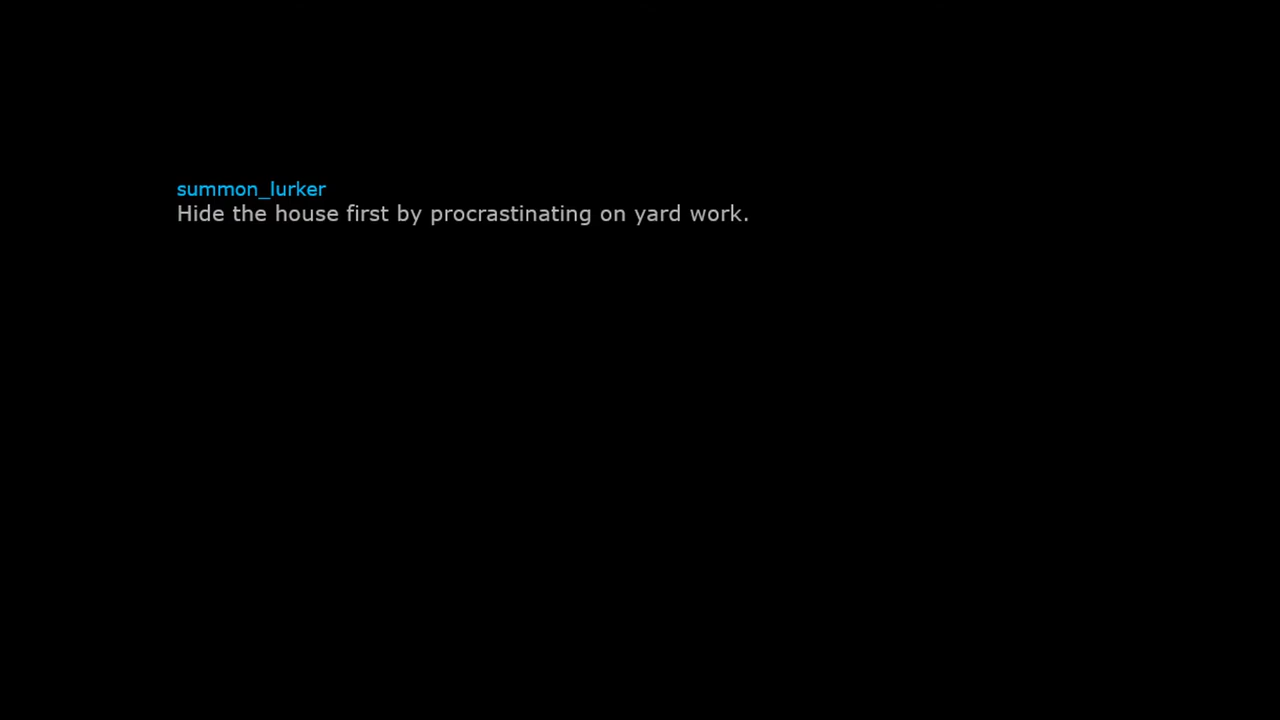 summon_lurker
Hide the house first by procrastinating on yard work.